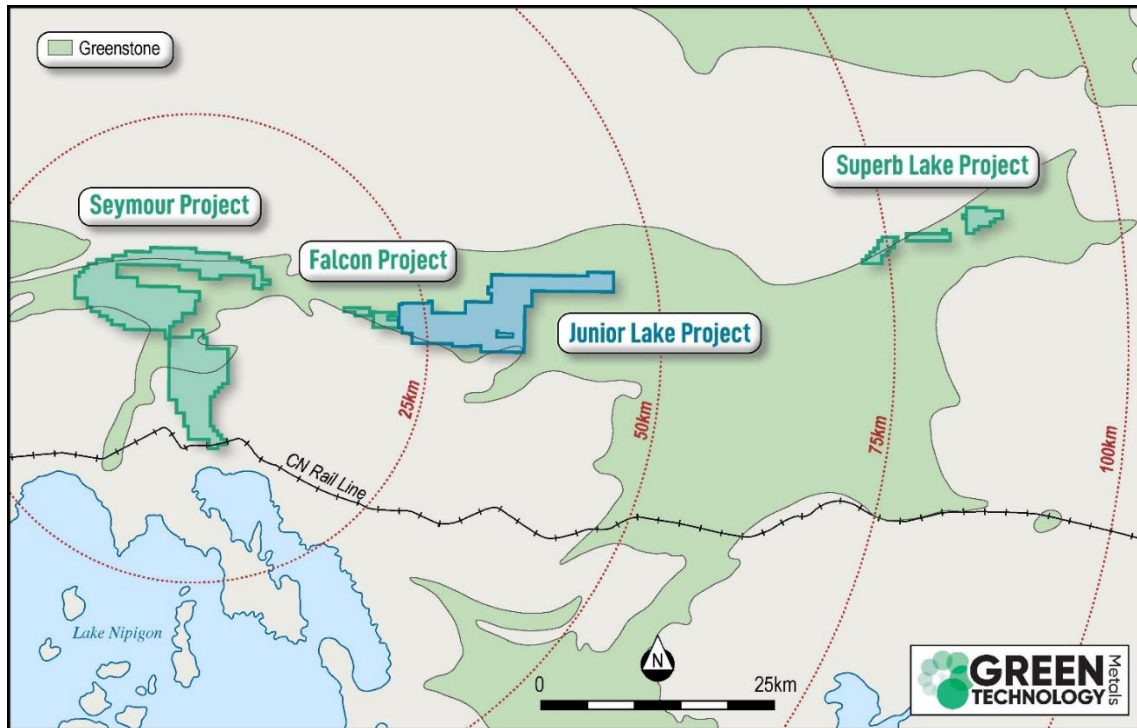 Greenstone
Seymour Project
Falcon Project
Junior Lake Project
Superb Lake Project
25km
50km
75km
100km
CN Rail Line
Lake Nipigon
N
0
25km
GREEN
TECHNOLOGY
Metals